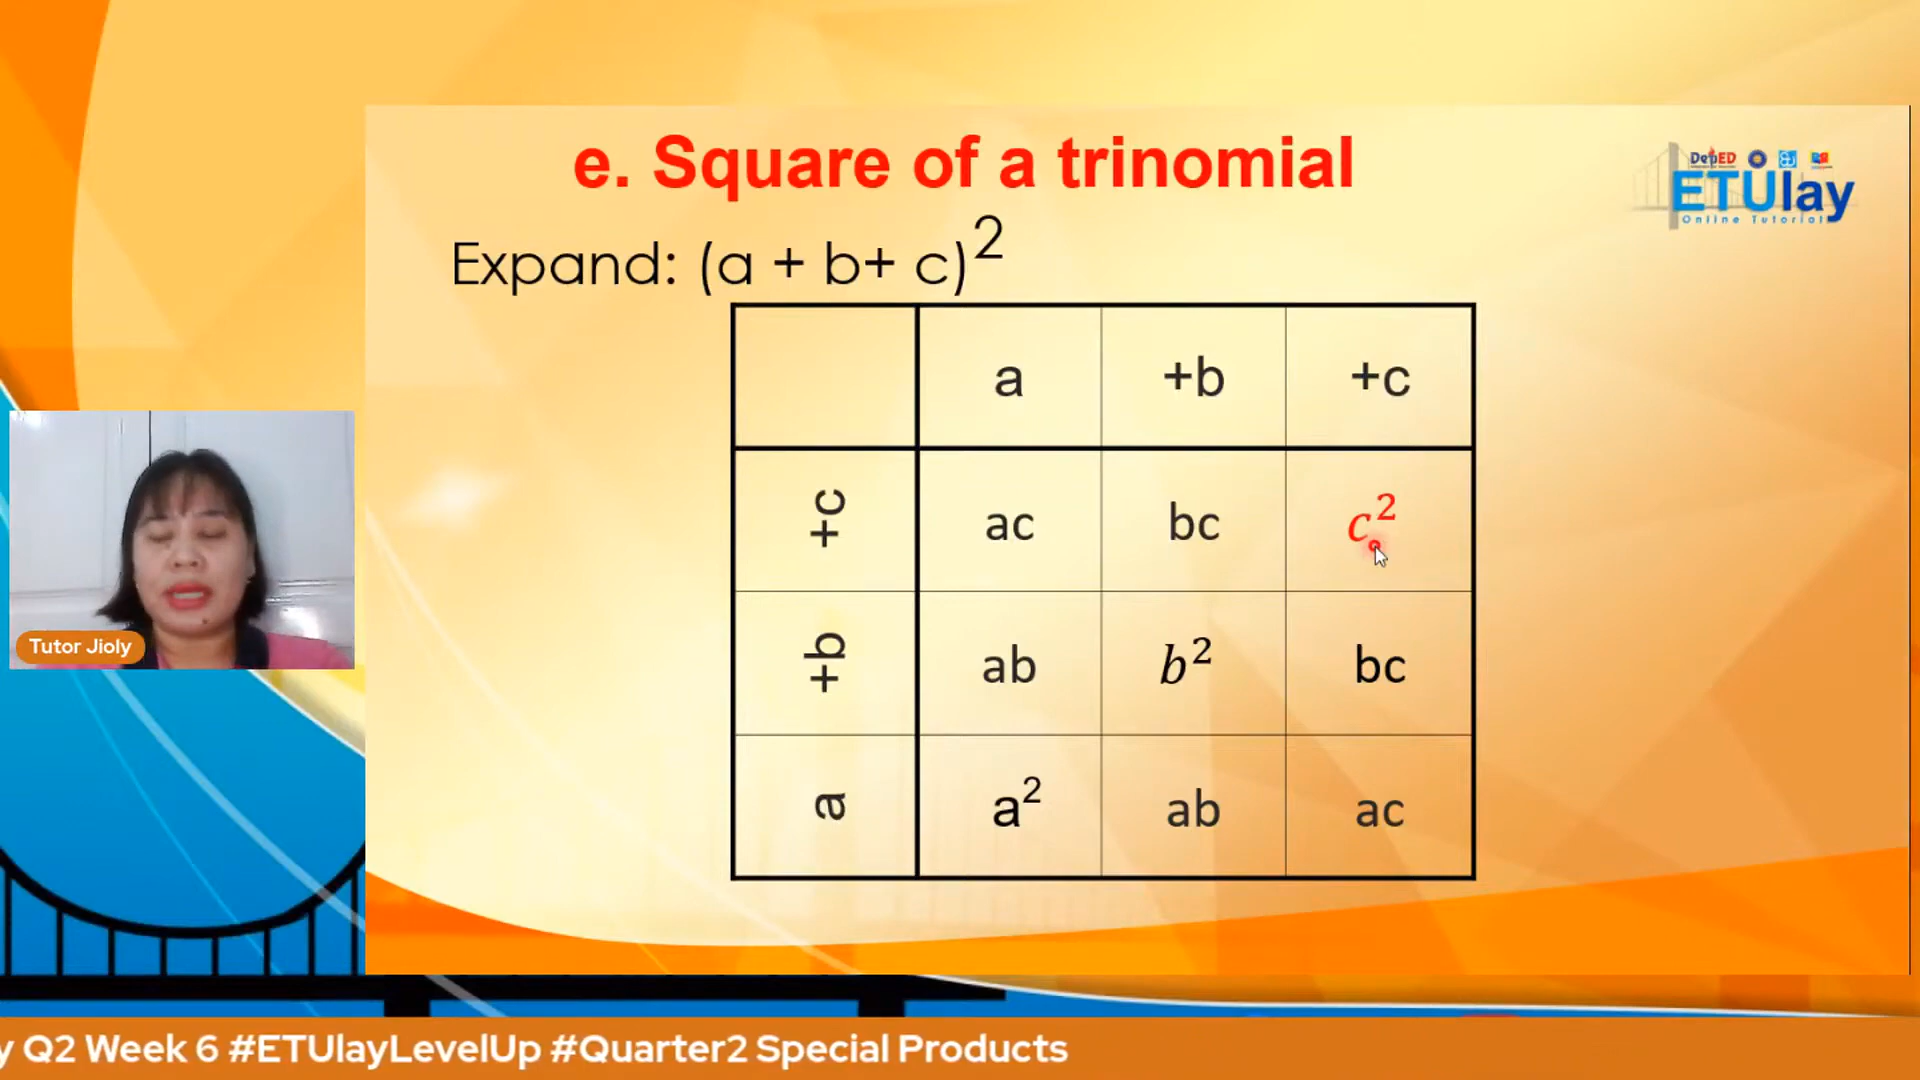 e. Square of a trinomial
DepED
ETUlay
Online Tutorial
Expand: (a + b+ c)²
a +b +c
+c ac bc c²
+b ab b² bc
a a² ab ac
Tutor Jioly
y Q2 Week 6 #ETUlayLevelUp #Quarter2 Special Products